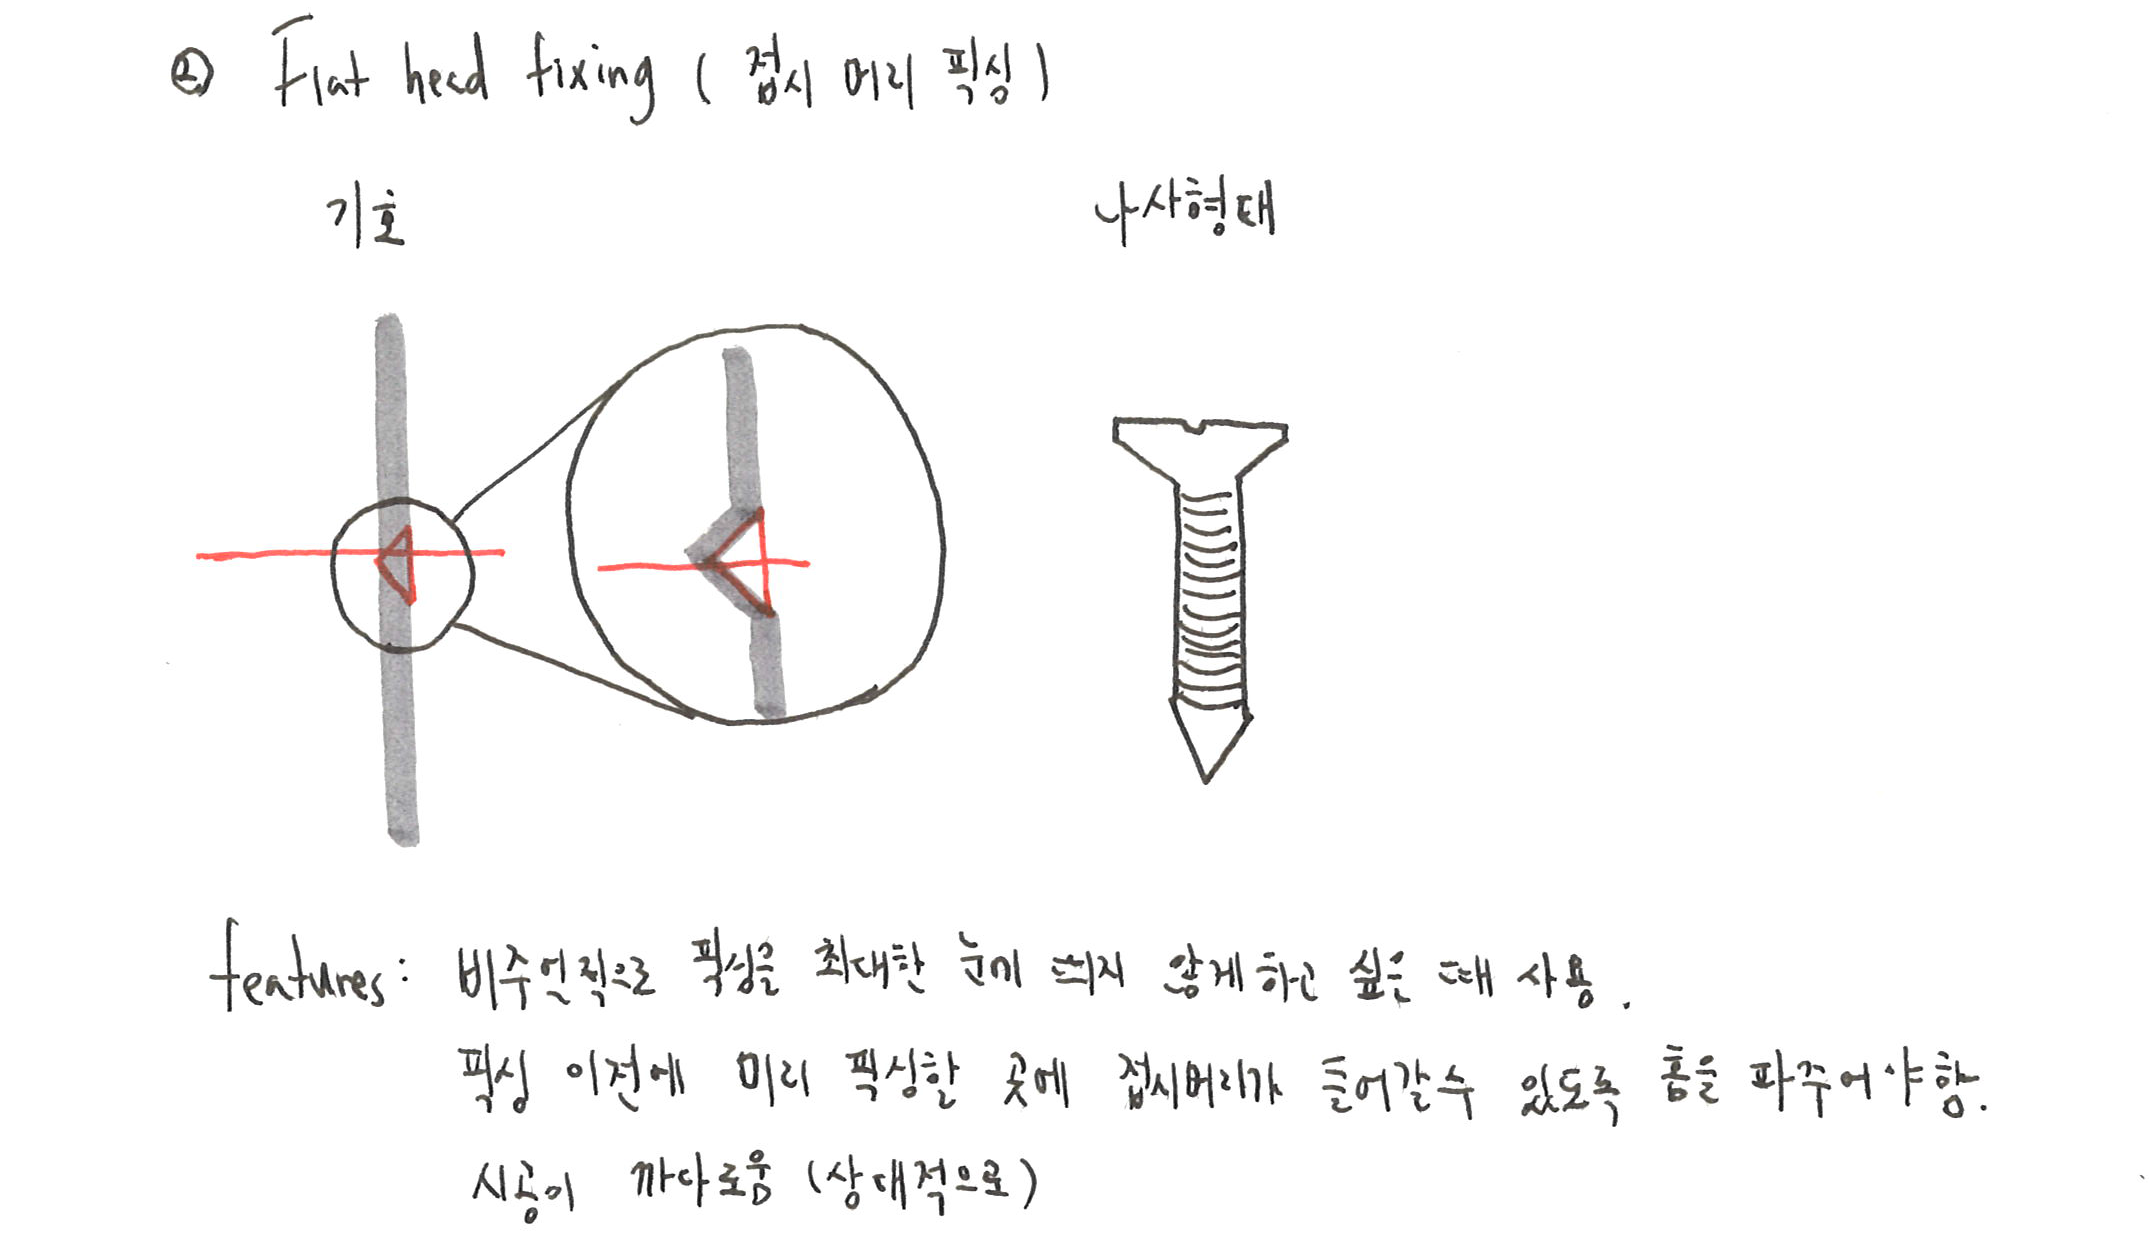 ② Flat head fixing (접시 머리 픽싱 )
기호
나사형태
features: 비주얼적으로 픽싱을 최대한 눈에 띄지 않게하고 싶은 때 사용.
픽싱 이전에 미리 픽싱할 곳에 접시머리가 들어갈수 있도록 홈을 파주어야함.
시공이 까다로움 (상대적으로)